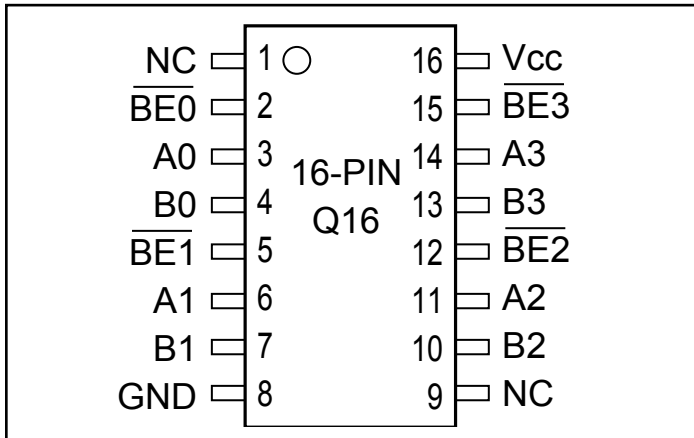 NC 1 16 Vcc
BE0 2 15 BE3
A0 3 14 A3
16-PIN
B0 4 13 B3
Q16
BE1 5 12 BE2
A1 6 11 A2
B1 7 10 B2
GND 8 9 NC